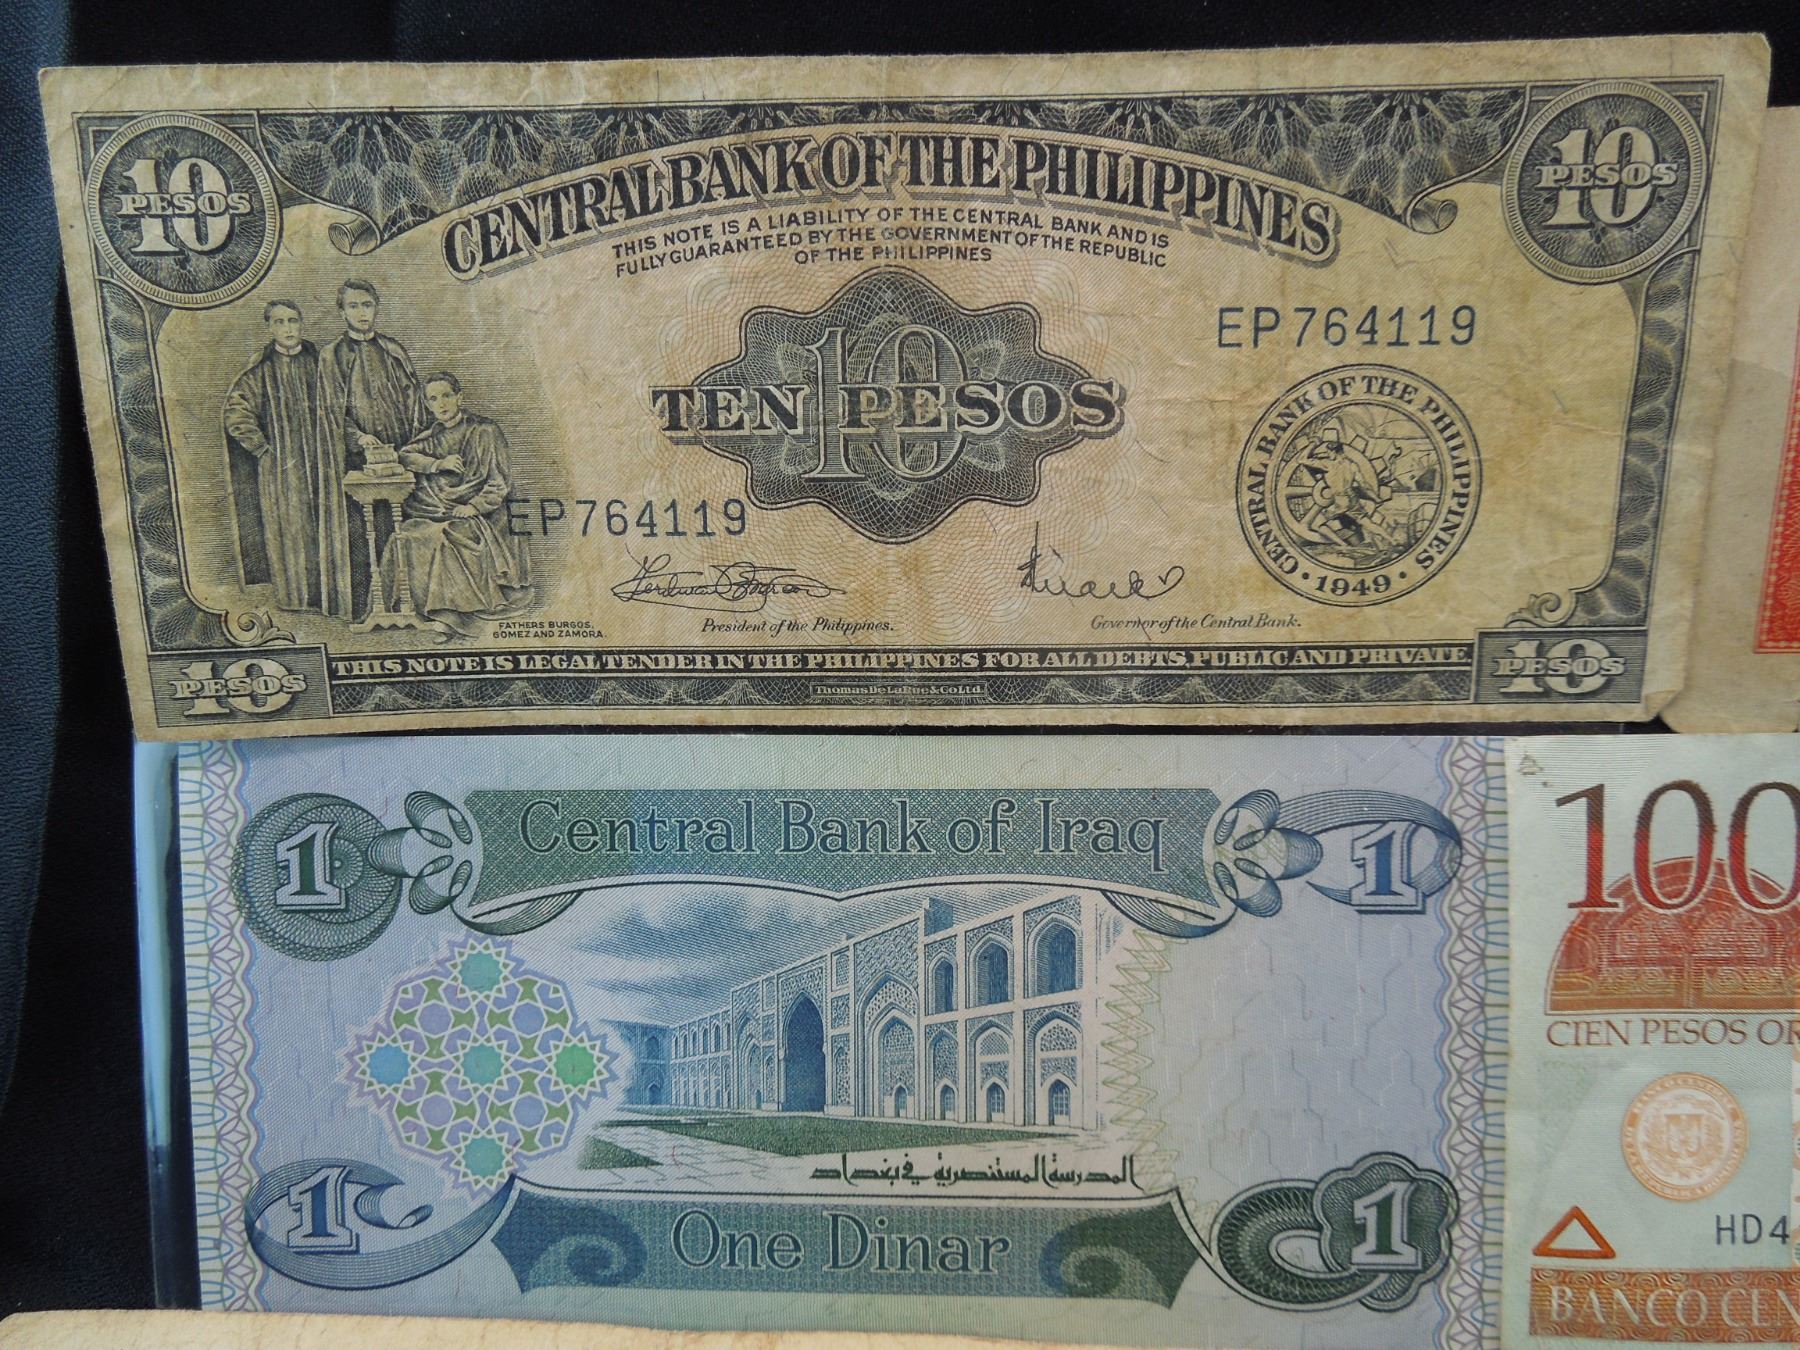 10
PESOS
10
PESOS
CENTRAL BANK OF THE PHILIPPINES
THIS NOTE IS A LIABILITY OF THE CENTRAL BANK AND IS
FULLY GUARANTEED BY THE GOVERNMENT OF THE REPUBLIC
OF THE PHILIPPINES
EP764119
10
TEN PESOS
CENTRAL BANK OF THE PHILIPPINES
• 1949 •
EP764119
FATHERS BURGOS,
GOMEZ AND ZAMORA.
President of the Philippines.
Governor of the Central Bank.
10
PESOS
THIS NOTE IS LEGAL TENDER IN THE PHILIPPINES FOR ALL DEBTS, PUBLIC AND PRIVATE
10
PESOS
Thomas De La Rue & Co Ltd.
1
Central Bank of Iraq
1
المدرسة المستنصرية في بغداد
1
One Dinar
1
100
CIEN PESOS OR
HD4
BANCO CEN